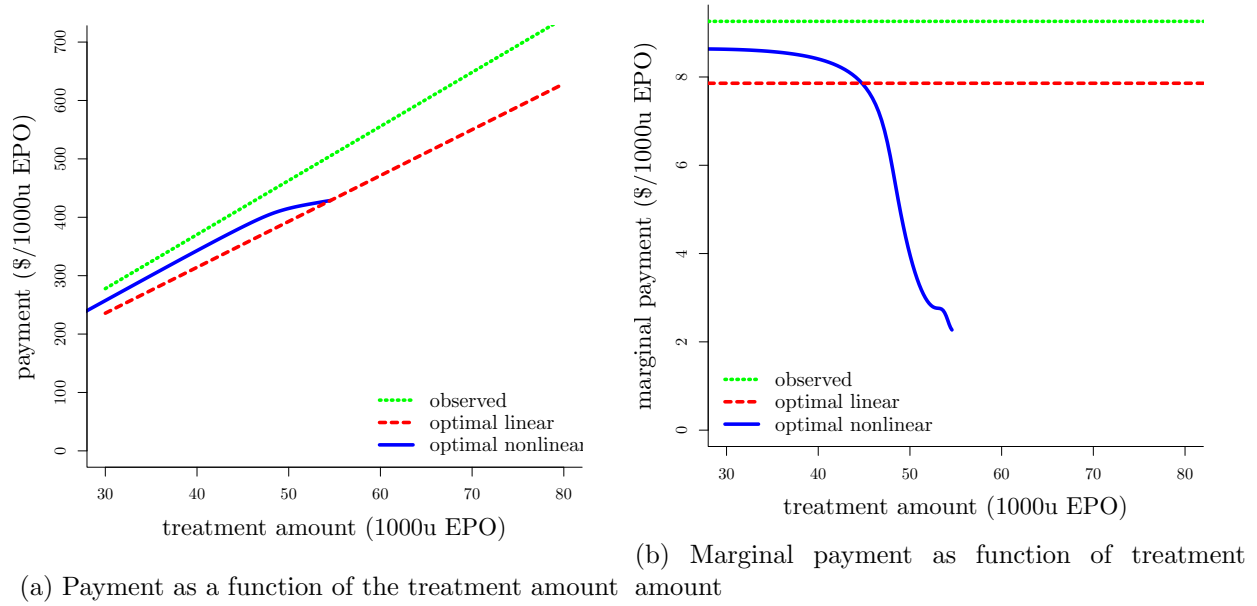 payment ($/1000u EPO)
0
100
200
300
400
500
600
700
observed
optimal linear
optimal nonlinear
30
40
50
60
70
80
treatment amount (1000u EPO)
(a) Payment as a function of the treatment amount
marginal payment ($/1000u EPO)
0
2
4
6
8
observed
optimal linear
optimal nonlinear
30
40
50
60
70
80
treatment amount (1000u EPO)
(b) Marginal payment as function of treatment
amount